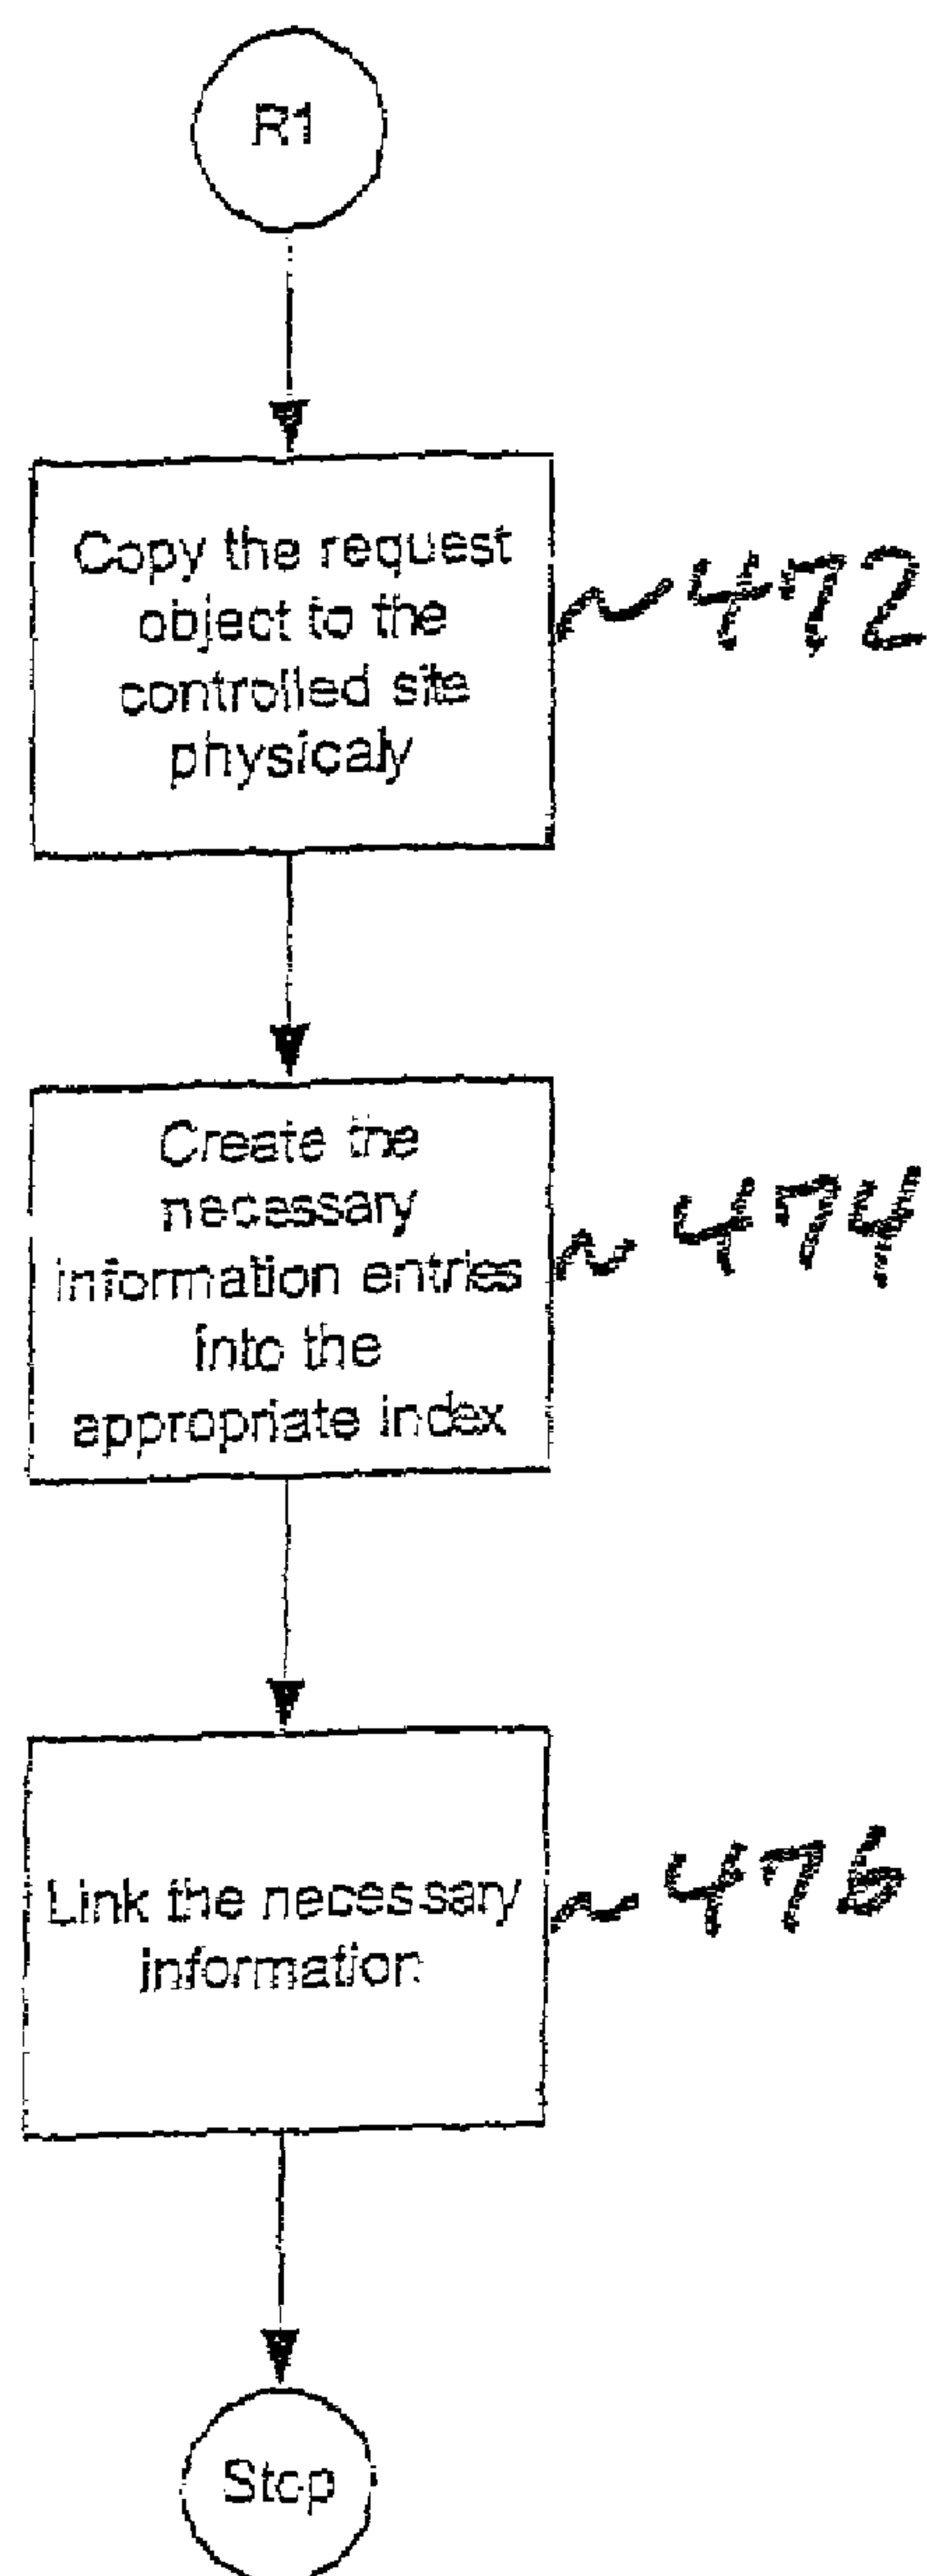 R1
Copy the request
object to the
controlled site
physicaly
~472
Create the
necessary
information entries
into the
appropriate index
~474
Link the necessary
information
~476
Stop